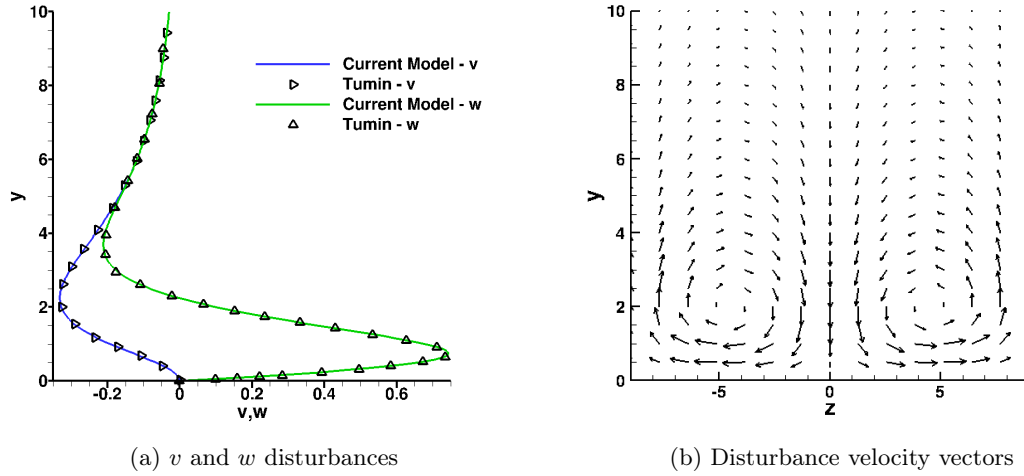 10
8
6
4
2
0
y
-0.2
0
0.2
0.4
0.6
v,w
Current Model - v
Tumin - v
Current Model - w
Tumin - w
(a) v and w disturbances
10
8
6
4
2
0
y
-5
0
5
z
(b) Disturbance velocity vectors